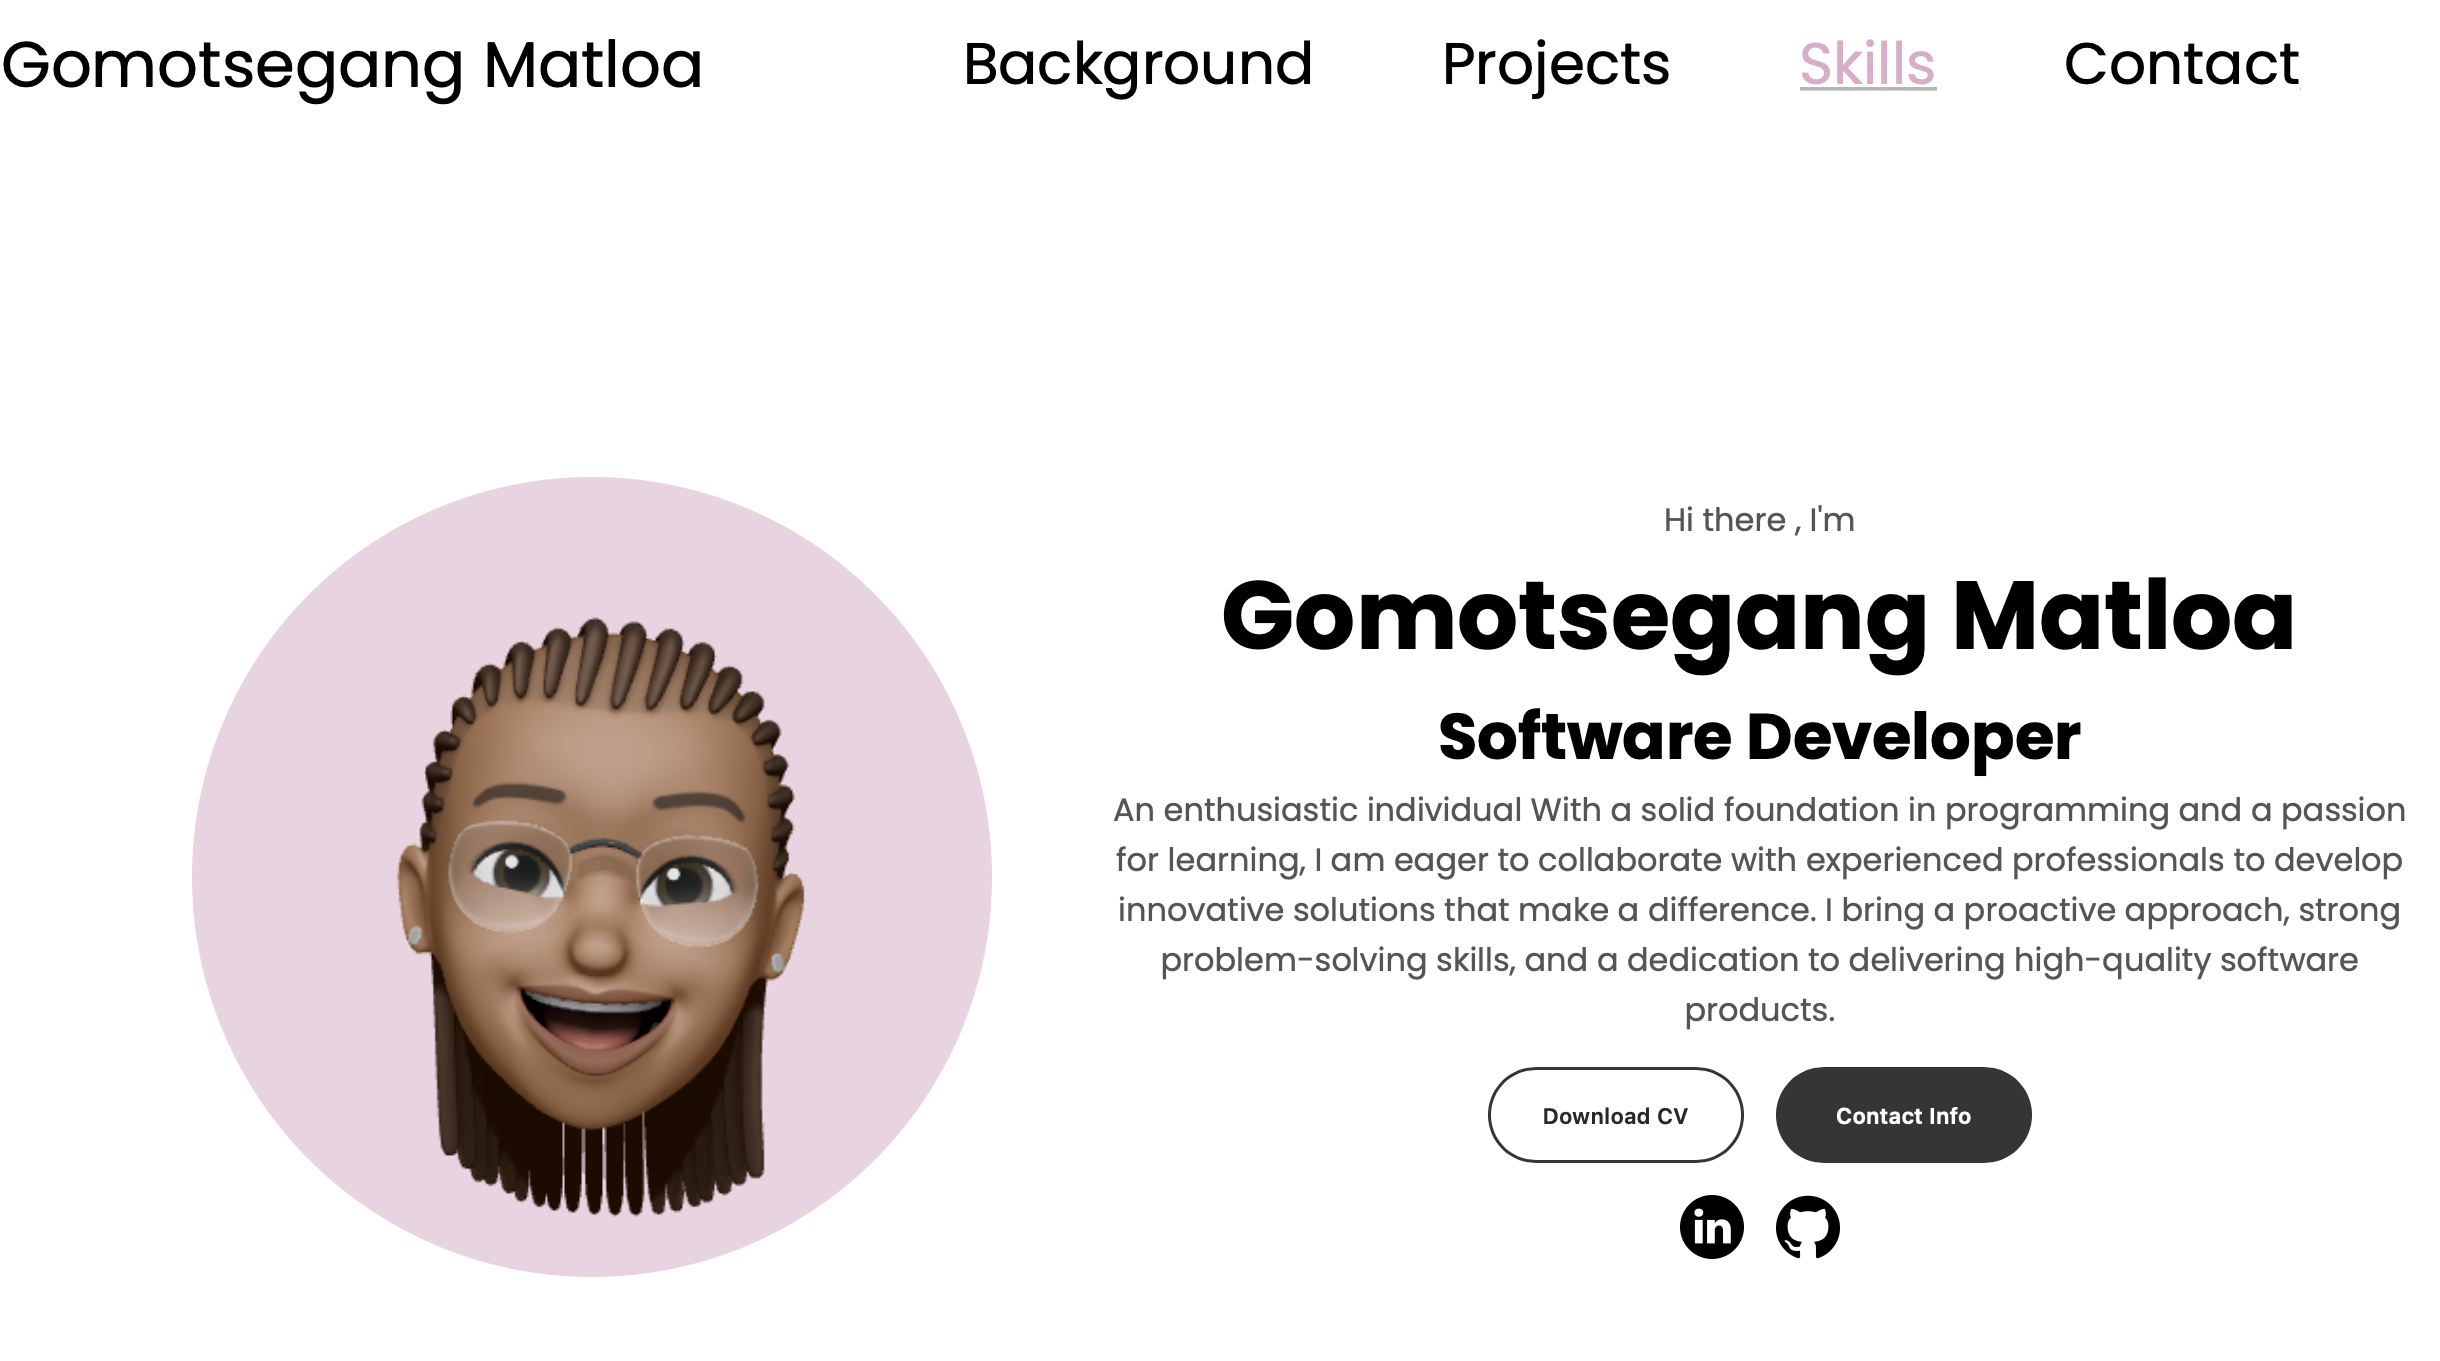 Gomotsegang Matloa Background Projects Skills Contact
Hi there , I'm
Gomotsegang Matloa
Software Developer
An enthusiastic individual With a solid foundation in programming and a passion
for learning, I am eager to collaborate with experienced professionals to develop
innovative solutions that make a difference. I bring a proactive approach, strong
problem-solving skills, and a dedication to delivering high-quality software
products.
Download CV Contact Info
in